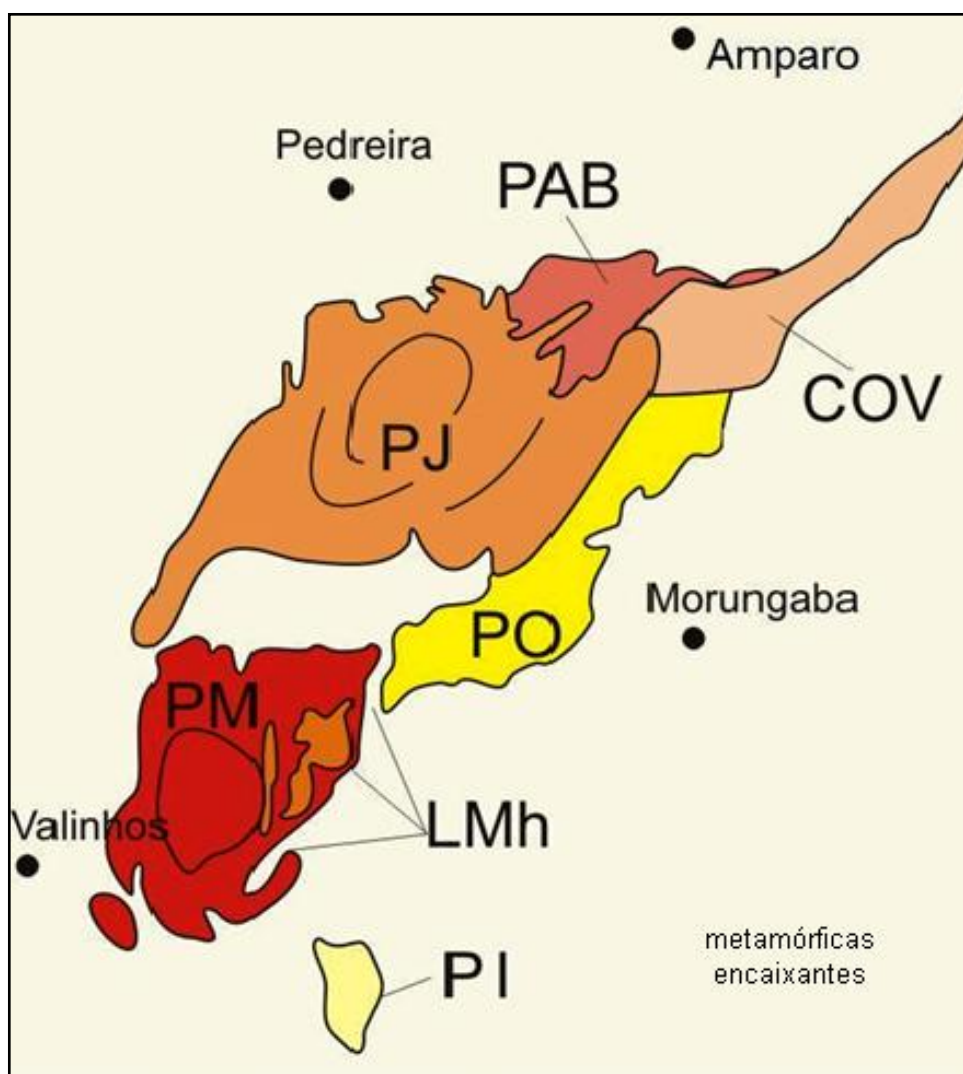 Amparo
Pedreira
PAB
COV
PJ
Morungaba
PO
PM
Valinhos
LMh
metamórficas
encaixantes
PI